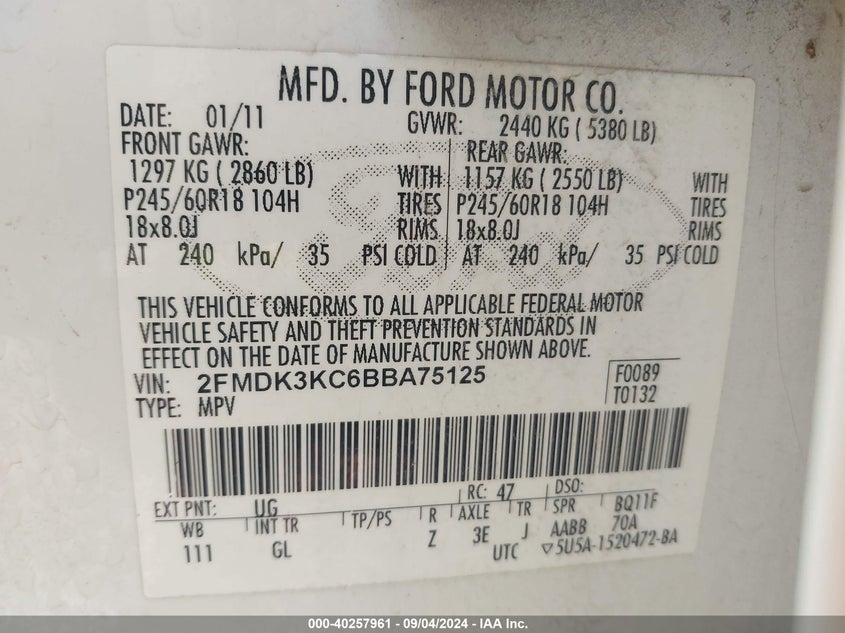 MFD. BY FORD MOTOR CO.
DATE: 01/11 GVWR: 2440 KG ( 5380 LB)
FRONT GAWR: REAR GAWR:
1297 KG ( 2860 LB) WITH 1157 KG ( 2550 LB) WITH
P245/60R18 104H TIRES P245/60R18 104H TIRES
18x8.0J RIMS 18x8.0J RIMS
AT 240 kPa/ 35 PSI COLD AT 240 kPa/ 35 PSI COLD
THIS VEHICLE CONFORMS TO ALL APPLICABLE FEDERAL MOTOR
VEHICLE SAFETY AND THEFT PREVENTION STANDARDS IN
EFFECT ON THE DATE OF MANUFACTURE SHOWN ABOVE.
VIN: 2FMDK3KC6BBA75125 F0089
TYPE: MPV T0132
EXT PNT: UG RC: 47 DSO:
WB INT TR TP/PS R AXLE TR SPR BQ11F
111 GL Z 3E J AABB 70A
UTC ▽5U5A-1520472-BA
000-40257961 - 09/04/2024 - IAA Inc.